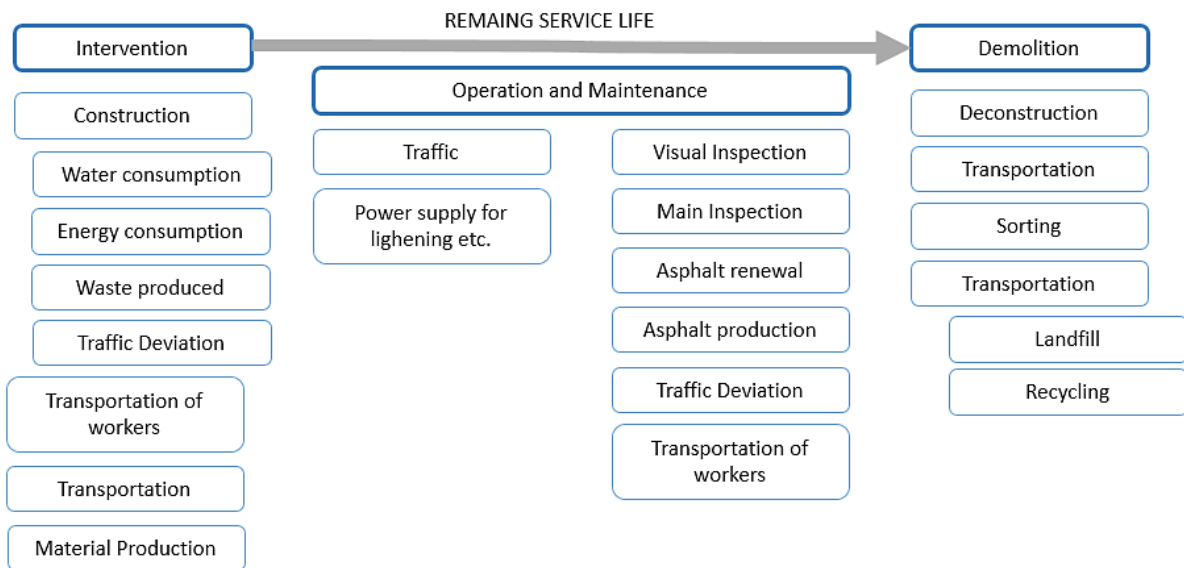 REMAING SERVICE LIFE
Intervention
Demolition
Operation and Maintenance
Construction
Water consumption
Energy consumption
Waste produced
Traffic Deviation
Transportation of
workers
Transportation
Material Production
Traffic
Power supply for
lighening etc.
Visual Inspection
Main Inspection
Asphalt renewal
Asphalt production
Traffic Deviation
Transportation of
workers
Deconstruction
Transportation
Sorting
Transportation
Landfill
Recycling